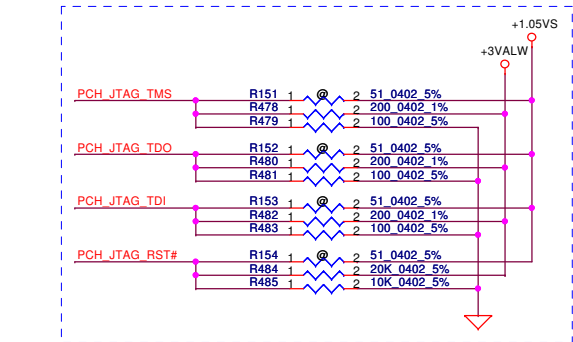 +1.05VS
+3VALW
PCH_JTAG_TMS R151 1 @ 2 51_0402_5%
R478 1 2 200_0402_1%
R479 1 2 100_0402_5%
PCH_JTAG_TDO R152 1 @ 2 51_0402_5%
R480 1 2 200_0402_1%
R481 1 2 100_0402_5%
PCH_JTAG_TDI R153 1 @ 2 51_0402_5%
R482 1 2 200_0402_1%
R483 1 2 100_0402_5%
PCH_JTAG_RST# R154 1 @ 2 51_0402_5%
R484 1 2 20K_0402_5%
R485 1 2 10K_0402_5%